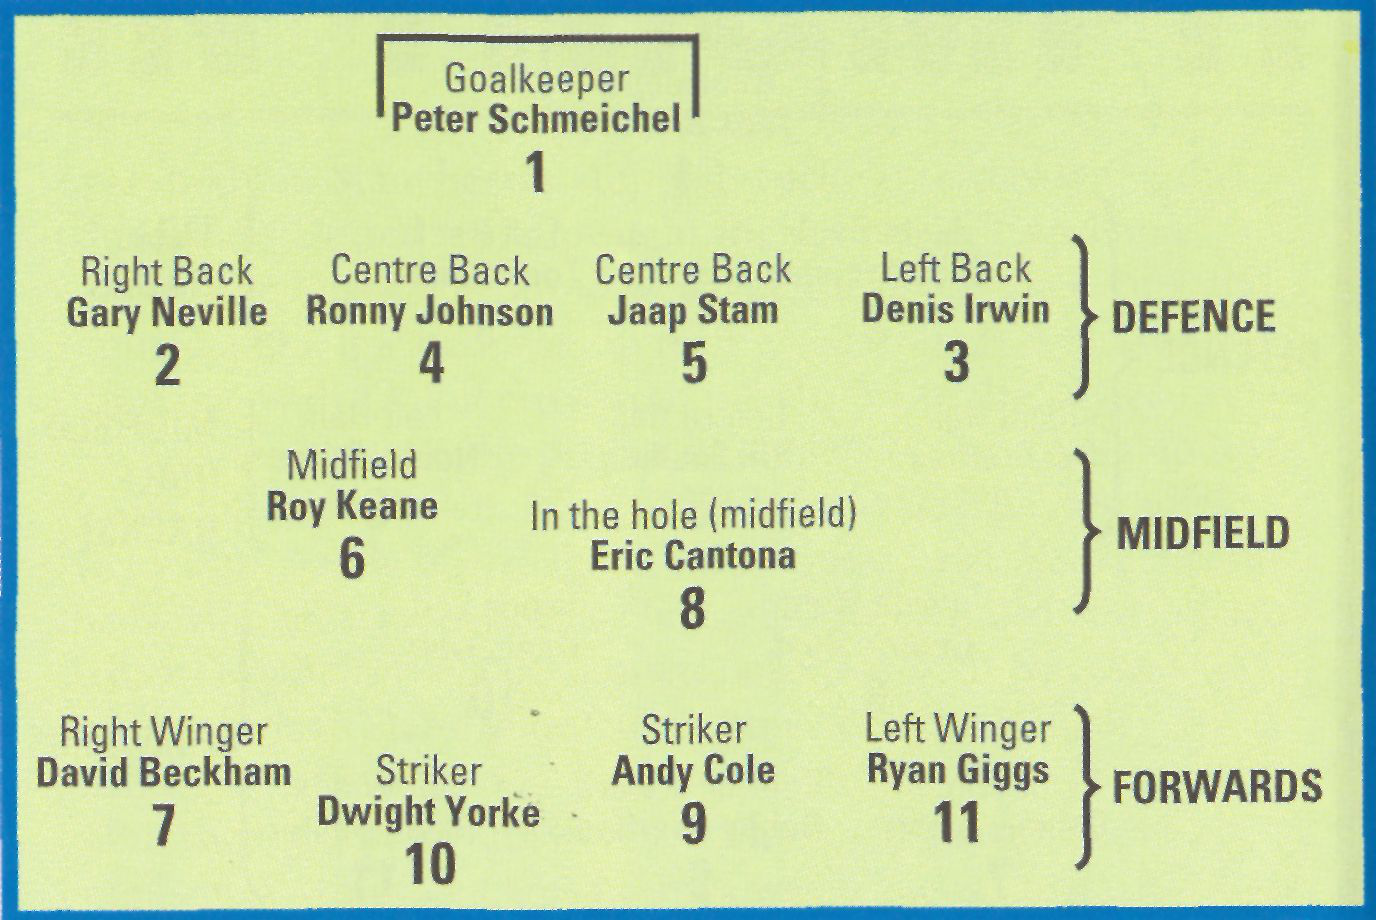 Goalkeeper
Peter Schmeichel
1
Right Back
Gary Neville
2
Centre Back
Ronny Johnson
4
Centre Back
Jaap Stam
5
Left Back
Denis Irwin
3
DEFENCE
Midfield
Roy Keane
6
In the hole (midfield)
Eric Cantona
8
MIDFIELD
Right Winger
David Beckham
7
Striker
Dwight Yorke
10
Striker
Andy Cole
9
Left Winger
Ryan Giggs
11
FORWARDS